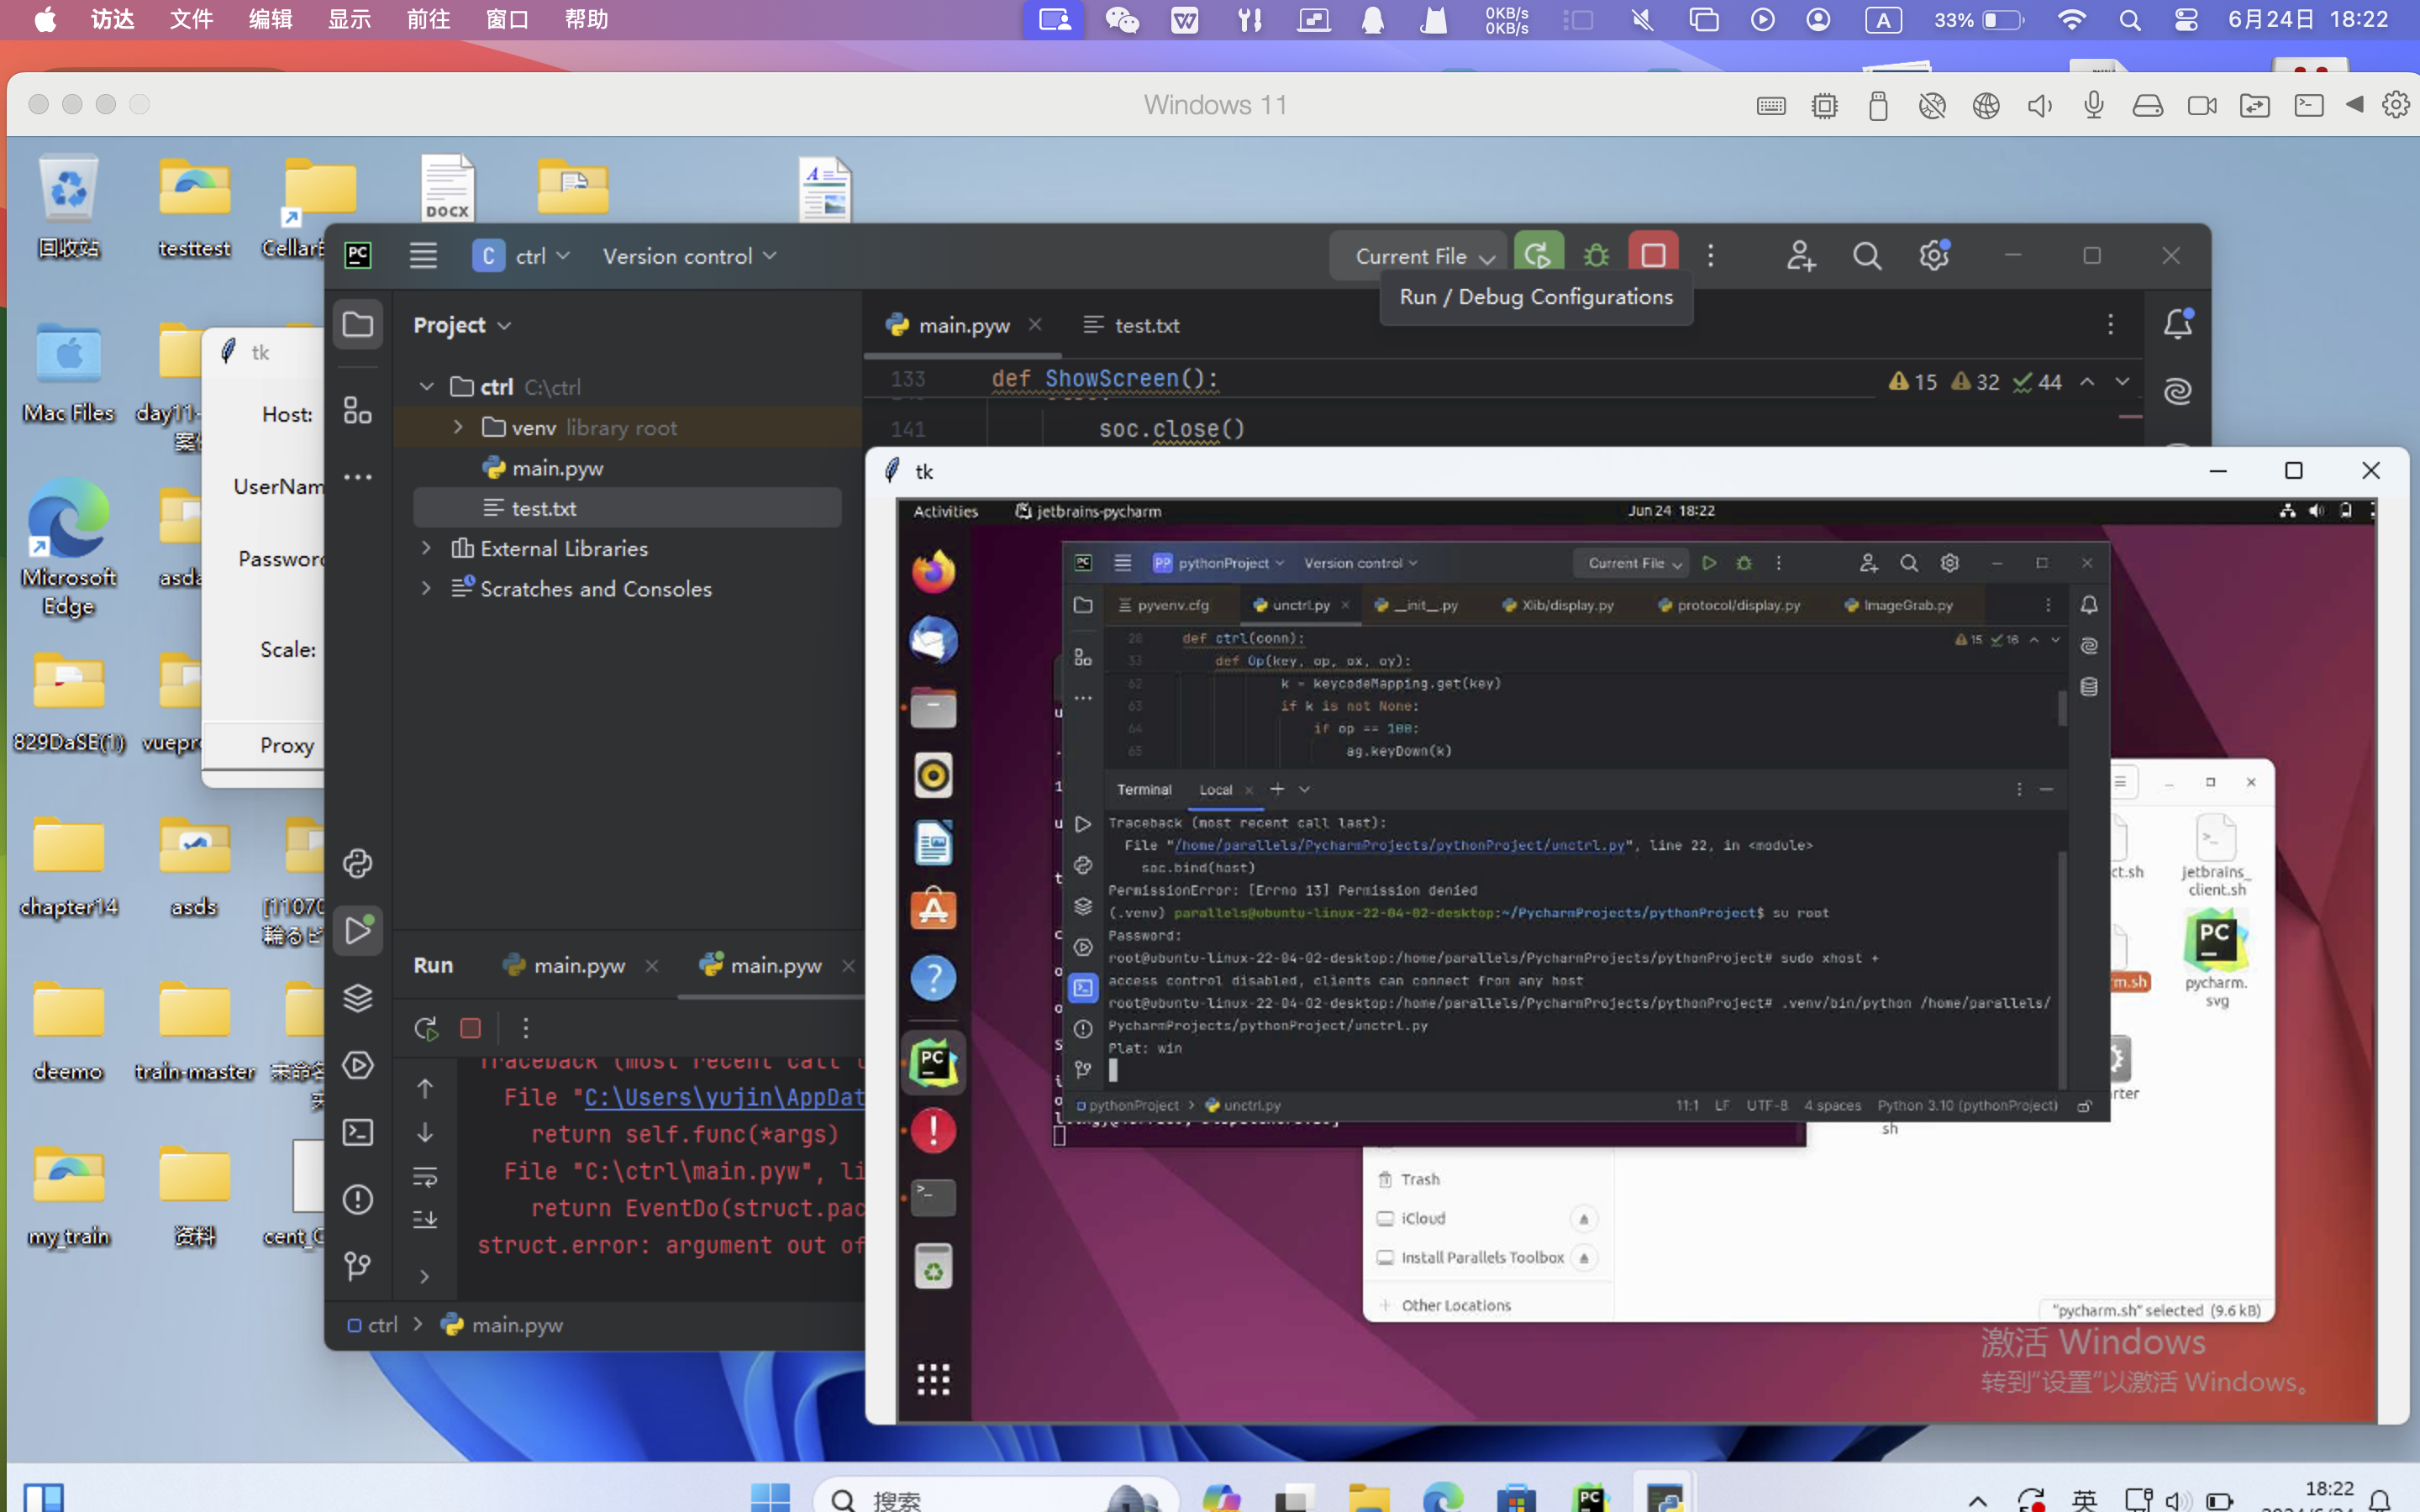 访达 文件 编辑 显示 前往 窗口 帮助
0KB/s
0KB/s
A
33%
6月24日 18:22
Windows 11
回收站
testtest
DOCX
Mac Files
Microsoft
Edge
829DaSE(1)
chapter14
asds
deemo
train-master
my_train
资料
tk
Host:
Password
Scale:
Proxy
PC
C ctrl
Version control
Current File
Run / Debug Configurations
Project
main.pyw
test.txt
ctrl C:\ctrl
venv library root
main.pyw
test.txt
External Libraries
Scratches and Consoles
133 def ShowScreen():
15 32 44
141 soc.close()
Run main.pyw main.pyw
Traceback (most recent call
File "C:\Users\yujin\AppDat
return self.func(*args)
File "C:\ctrl\main.pyw", li
return EventDo(struct.pac
struct.error: argument out of
ctrl > main.pyw
tk
Activities jetbrains-pycharm Jun 24 18:22
PC PP pythonProject Version control Current File
pyvenv.cfg unctrl.py __init__.py Xlib/display.py protocol/display.py ImageGrab.py
28 def ctrl(conn):
15 16
33 def Op(key, op, ox, oy):
62 k = keycodeMapping.get(key)
63 if k is not None:
64 if op == 100:
65 ag.keyDown(k)
Terminal Local
Traceback (most recent call last):
File "/home/parallels/PycharmProjects/pythonProject/unctrl.py", line 22, in <module>
soc.bind(host)
PermissionError: [Errno 13] Permission denied
(.venv) parallels@ubuntu-linux-22-04-02-desktop:~/PycharmProjects/pythonProject$ su root
Password:
root@ubuntu-linux-22-04-02-desktop:/home/parallels/PycharmProjects/pythonProject# sudo xhost +
access control disabled, clients can connect from any host
root@ubuntu-linux-22-04-02-desktop:/home/parallels/PycharmProjects/pythonProject# .venv/bin/python /home/parallels/
PycharmProjects/pythonProject/unctrl.py
Plat: win
pythonProject > unctrl.py
11:1 LF UTF-8 4 spaces Python 3.10 (pythonProject)
jetbrains_
client.sh
PC
pycharm.
svg
sh
Trash
iCloud
Install Parallels Toolbox
Other Locations
"pycharm.sh" selected (9.6 kB)
激活 Windows
转到“设置”以激活 Windows。
搜索
英
18:22